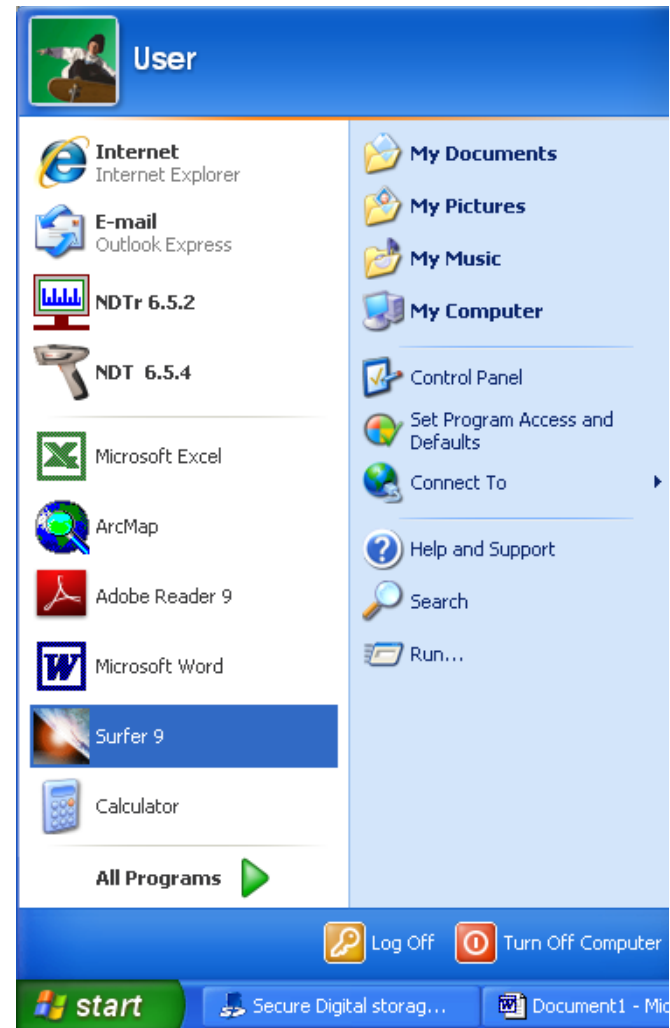 User
Internet
Internet Explorer
E-mail
Outlook Express
NDTr 6.5.2
NDT 6.5.4
Microsoft Excel
ArcMap
Adobe Reader 9
Microsoft Word
Surfer 9
Calculator
All Programs
My Documents
My Pictures
My Music
My Computer
Control Panel
Set Program Access and
Defaults
Connect To
Help and Support
Search
Run...
Log Off
Turn Off Computer
start
Secure Digital storag...
Document1 - Mic